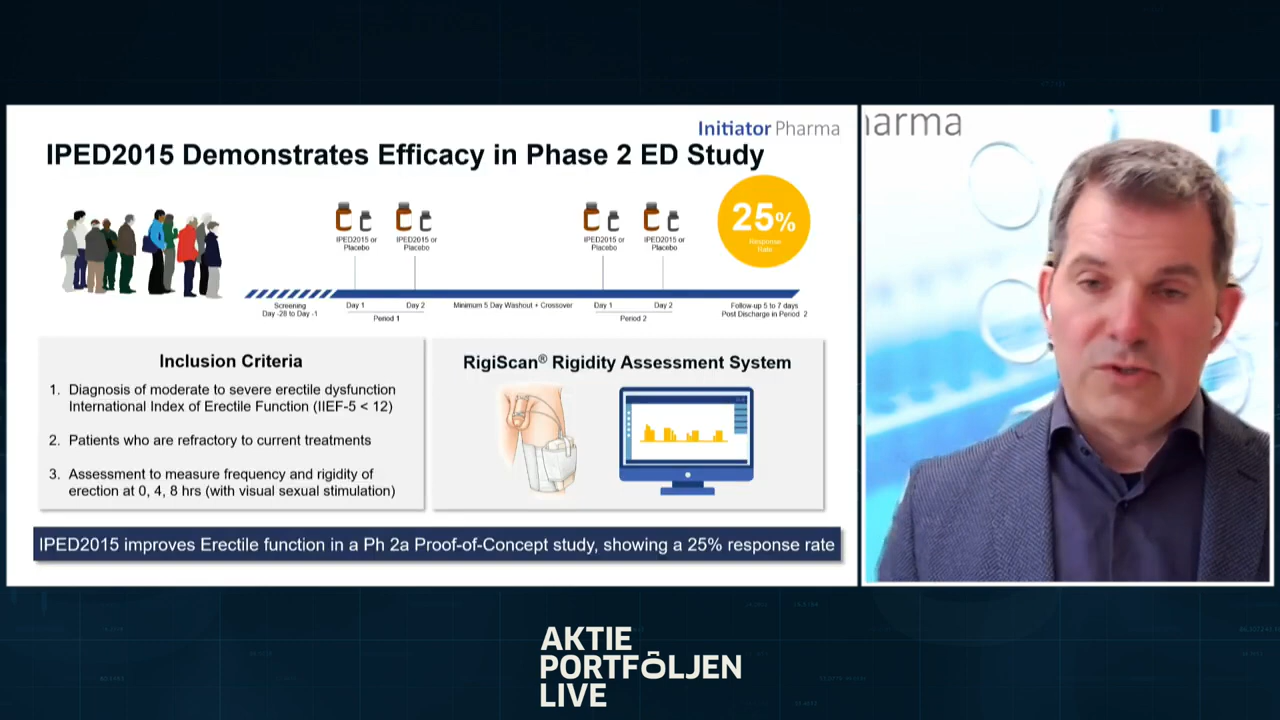 Initiator Pharma
IPED2015 Demonstrates Efficacy in Phase 2 ED Study
25%
Response
Rate
IPED2015 or
Placebo
IPED2015 or
Placebo
IPED2015 or
Placebo
IPED2015 or
Placebo
Screening
Day -28 to Day -1
Day 1
Day 2
Period 1
Minimum 5 Day Washout + Crossover
Day 1
Day 2
Period 2
Follow-up 5 to 7 days
Post Discharge in Period 2
Inclusion Criteria
1. Diagnosis of moderate to severe erectile dysfunction
International Index of Erectile Function (IIEF-5 < 12)
2. Patients who are refractory to current treatments
3. Assessment to measure frequency and rigidity of
erection at 0, 4, 8 hrs (with visual sexual stimulation)
RigiScan® Rigidity Assessment System
IPED2015 improves Erectile function in a Ph 2a Proof-of-Concept study, showing a 25% response rate
arma
AKTIE
PORTFÖLJEN
LIVE